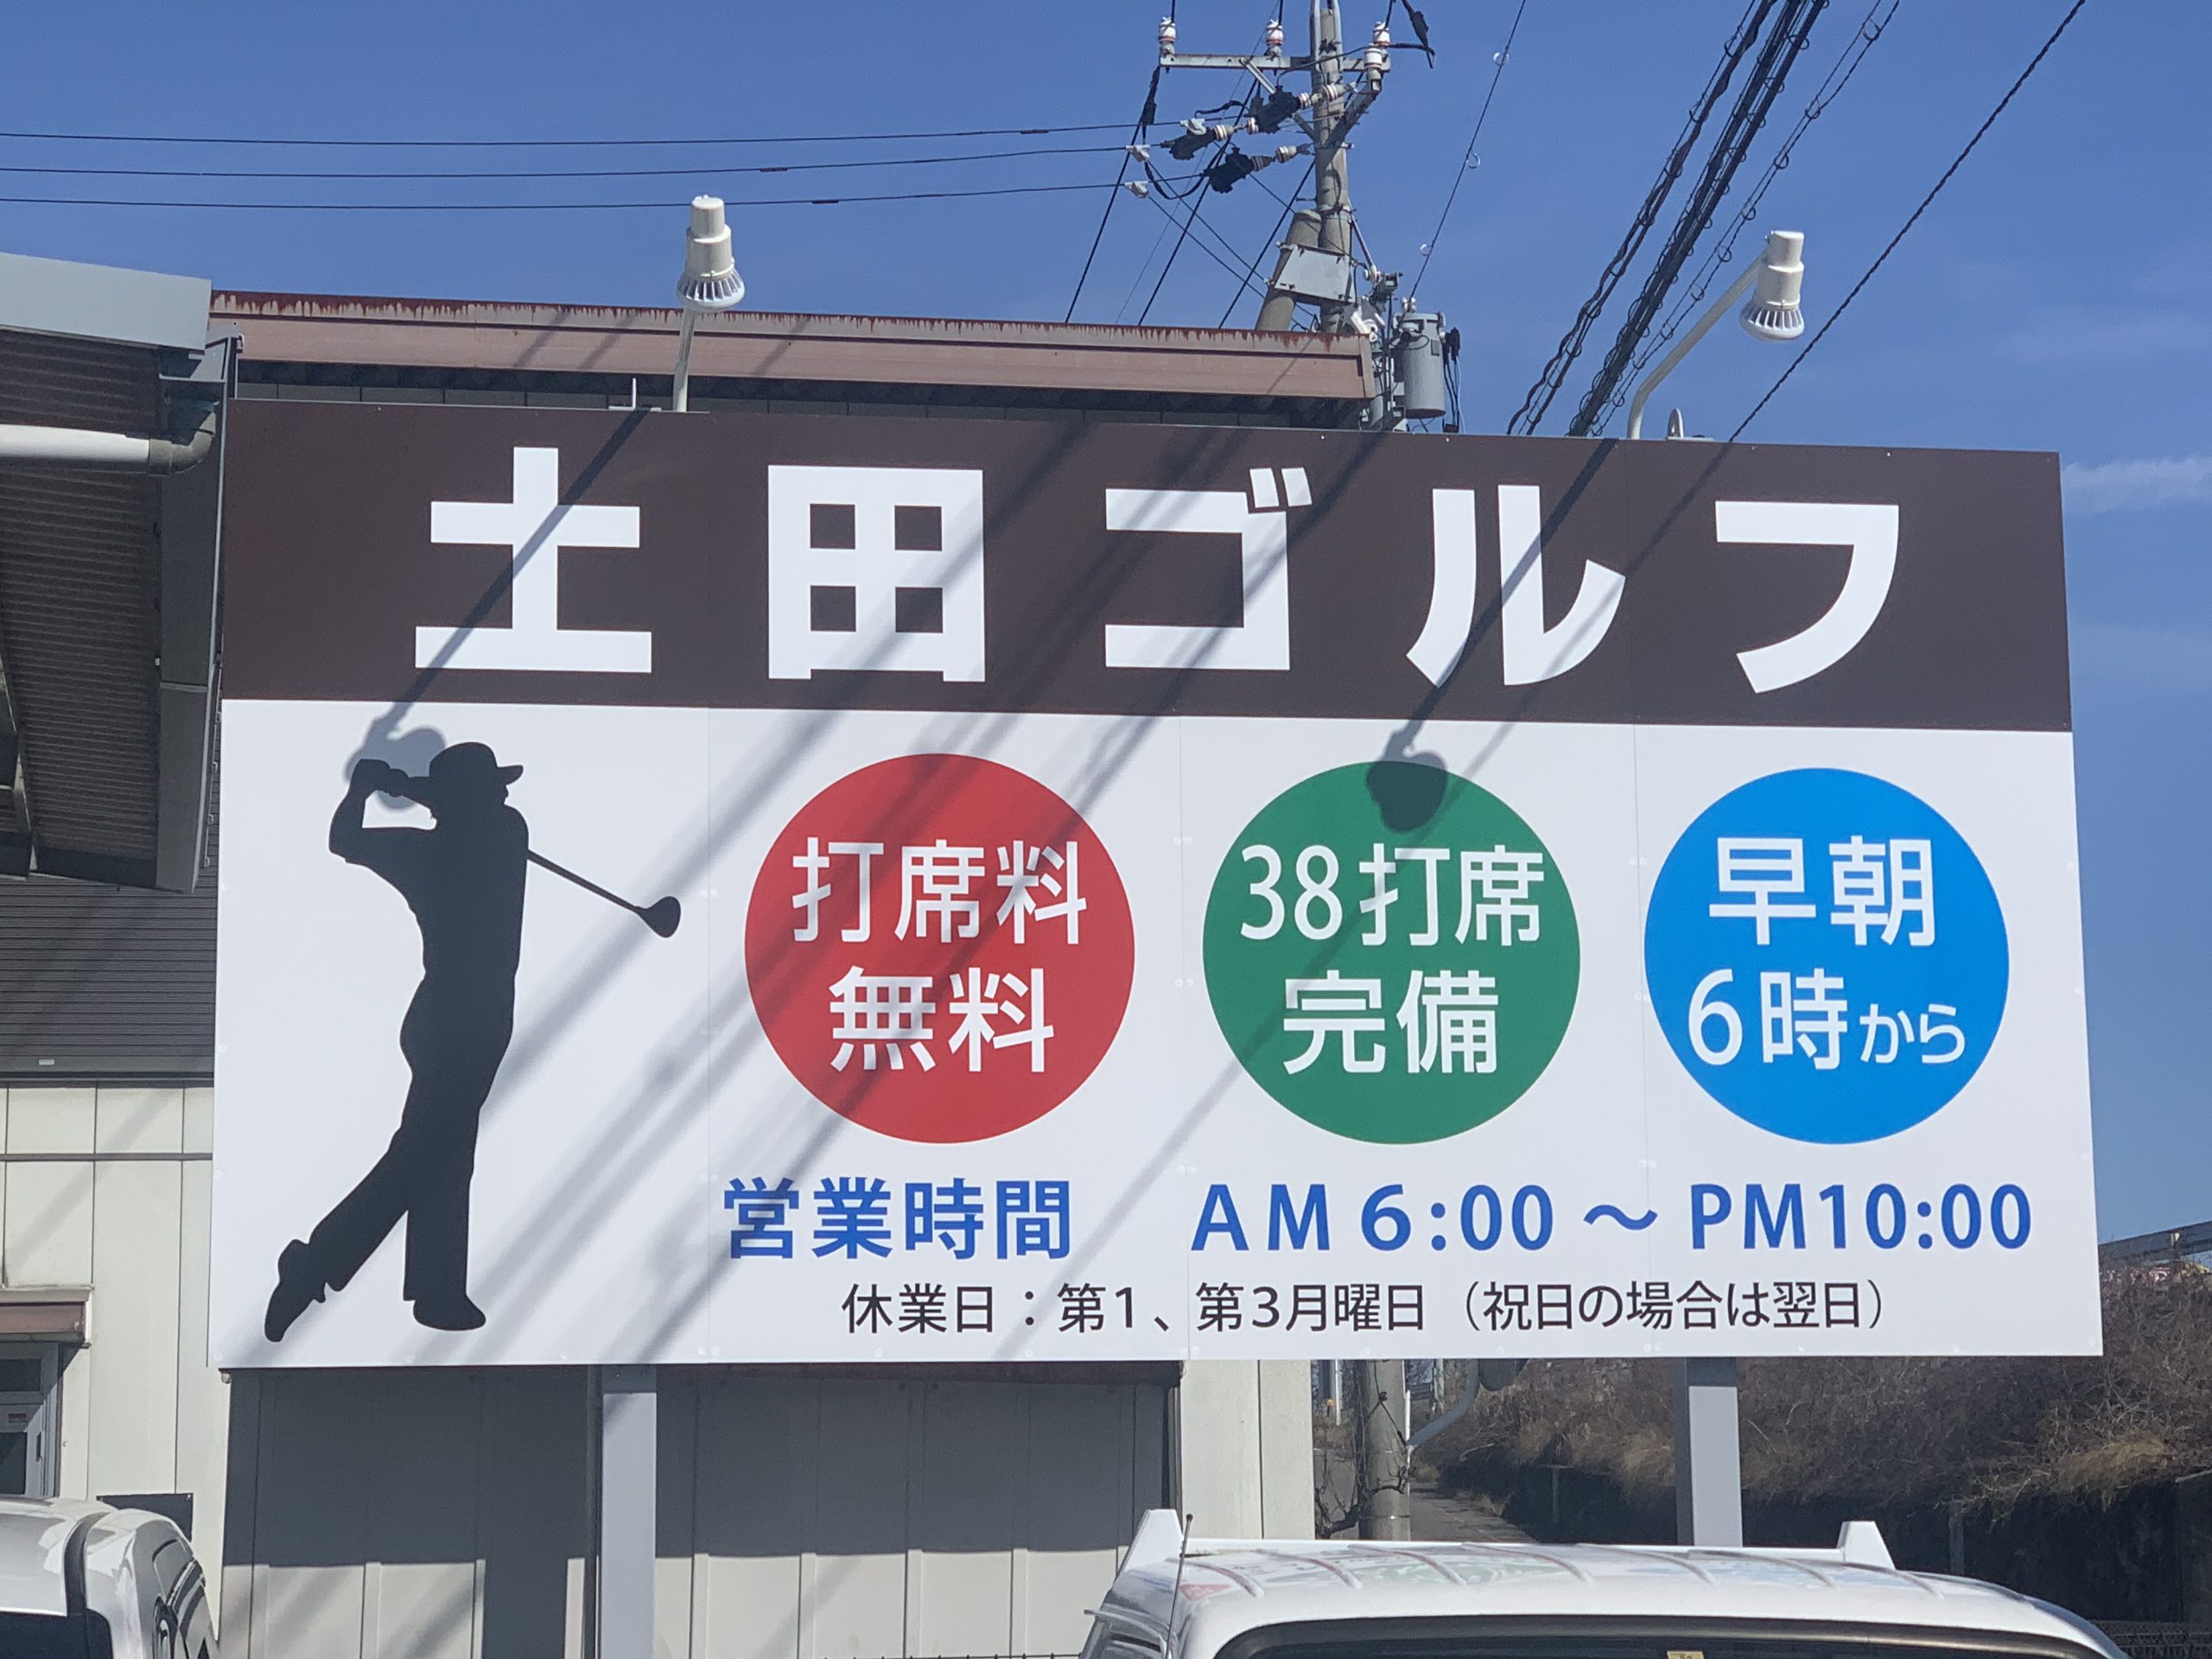 土田ゴルフ
打席料
無料
38打席
完備
早朝
6時から
営業時間 AM6:00～PM10:00
休業日：第1、第3月曜日（祝日の場合は翌日）